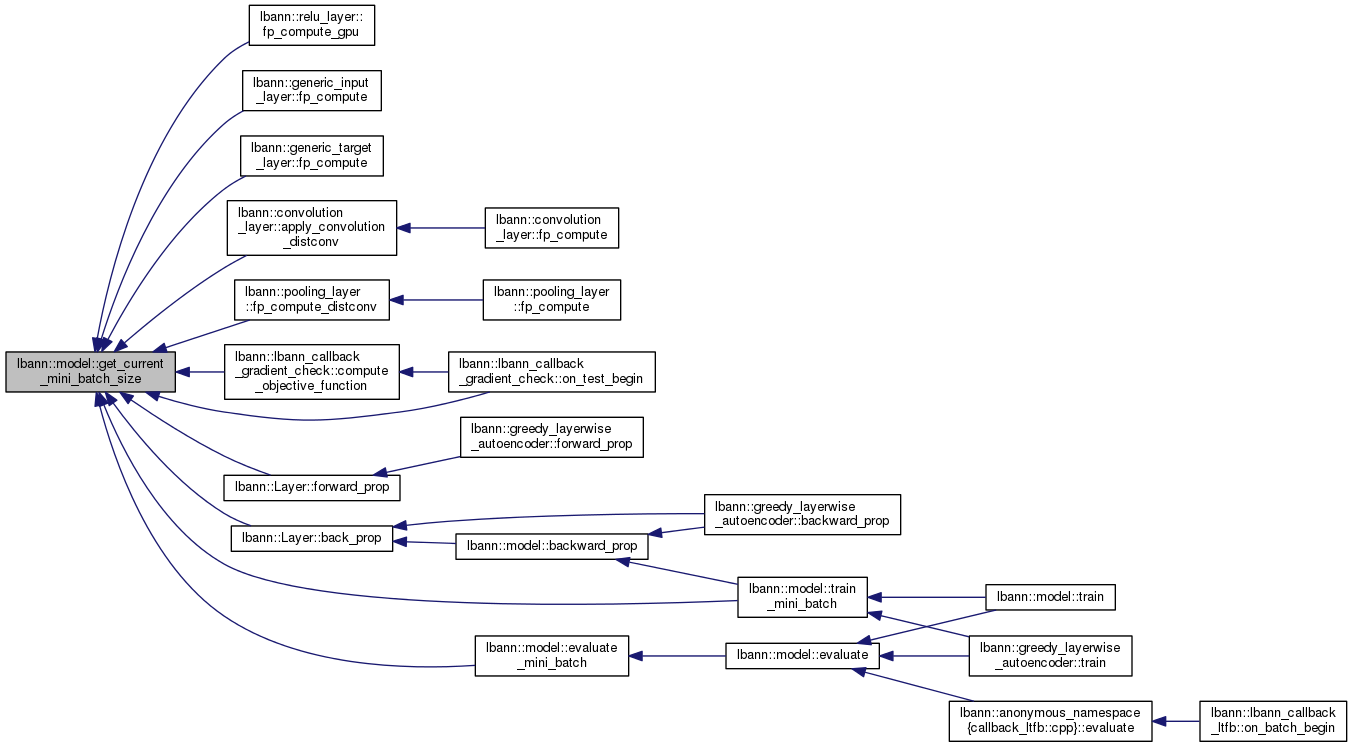 lbann::relu_layer::
fp_compute_gpu
lbann::generic_input
_layer::fp_compute
lbann::generic_target
_layer::fp_compute
lbann::convolution
_layer::apply_convolution
_distconv
lbann::convolution
_layer::fp_compute
lbann::pooling_layer
::fp_compute_distconv
lbann::pooling_layer
::fp_compute
lbann::model::get_current
_mini_batch_size
lbann::lbann_callback
_gradient_check::compute
_objective_function
lbann::lbann_callback
_gradient_check::on_test_begin
lbann::greedy_layerwise
_autoencoder::forward_prop
lbann::Layer::forward_prop
lbann::greedy_layerwise
_autoencoder::backward_prop
lbann::Layer::back_prop
lbann::model::backward_prop
lbann::model::train
_mini_batch
lbann::model::train
lbann::model::evaluate
_mini_batch
lbann::model::evaluate
lbann::greedy_layerwise
_autoencoder::train
lbann::anonymous_namespace
{callback_ltfb::cpp}::evaluate
lbann::lbann_callback
_ltfb::on_batch_begin